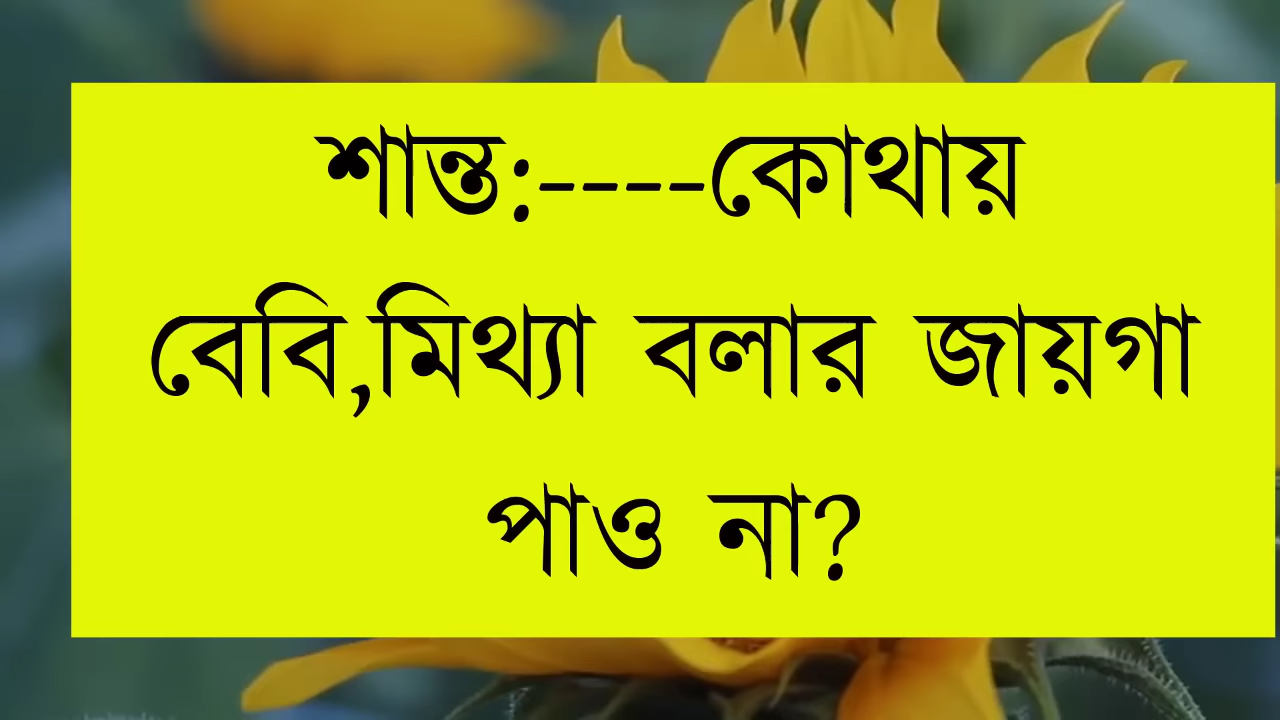 শান্ত:----কোথায়
বেবি,মিথ্যা বলার জায়গা
পাও না?